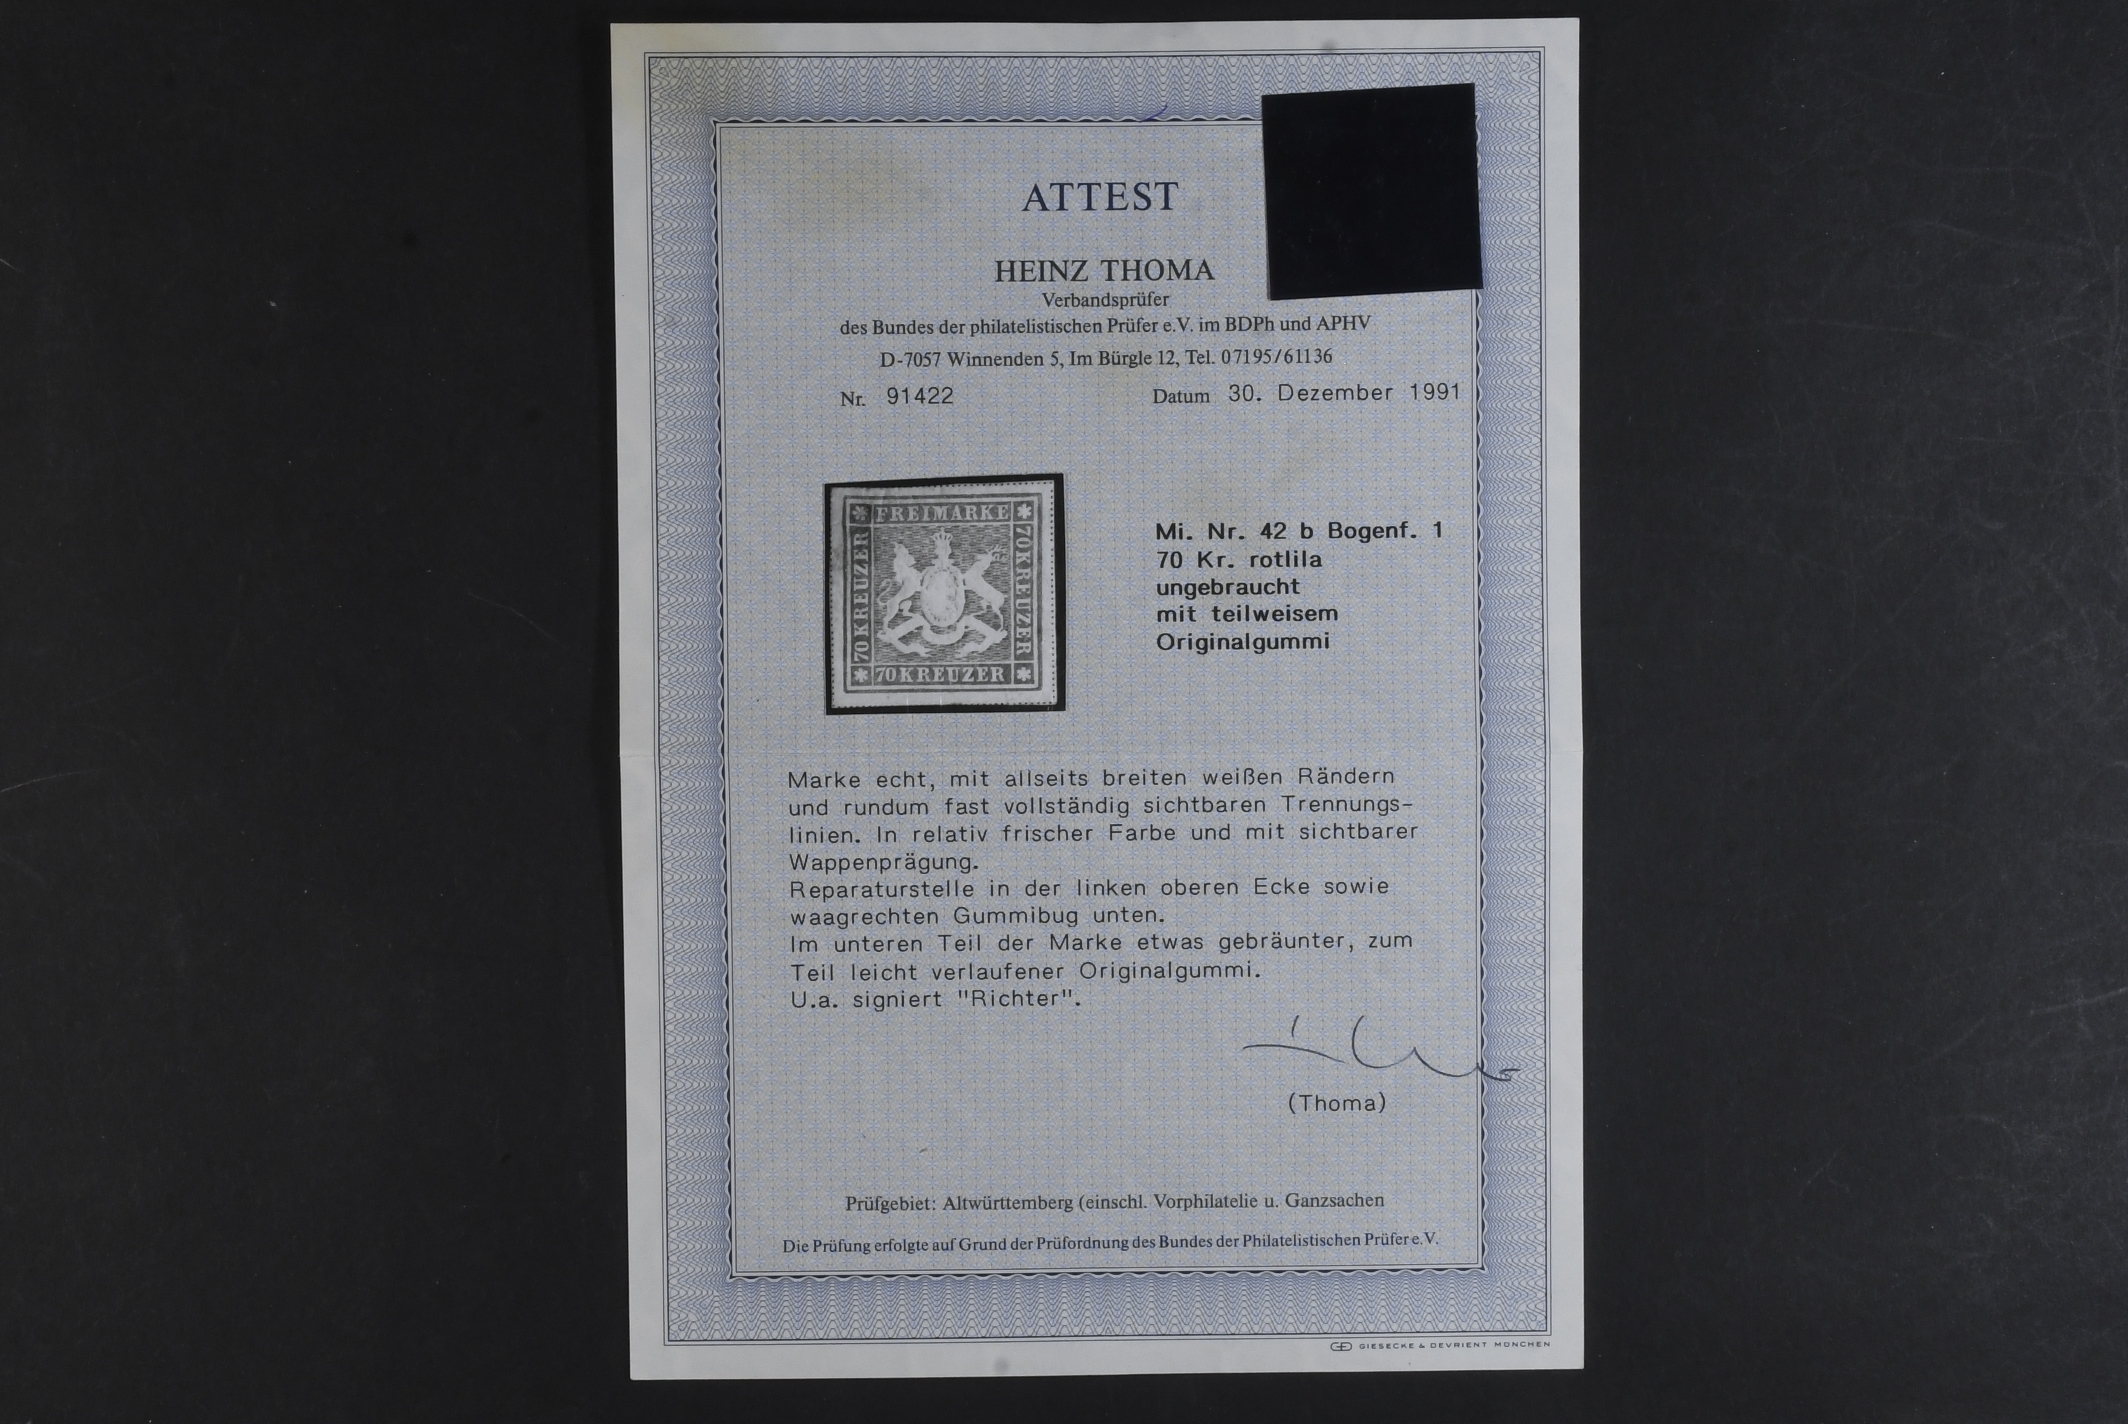 ATTEST
HEINZ THOMA
Verbandsprüfer
des Bundes der philatelistischen Prüfer e.V. im BDPh und APHV
D-7057 Winnenden 5, Im Bürgle 12, Tel. 07195/61136
Nr. 91422 Datum 30. Dezember 1991
FREIMARKE
70 KREUZER
70 KREUZER
70 KREUZER
Mi. Nr. 42 b Bogenf. 1
70 Kr. rotlila
ungebraucht
mit teilweisem
Originalgummi
Marke echt, mit allseits breiten weißen Rändern
und rundum fast vollständig sichtbaren Trennungs-
linien. In relativ frischer Farbe und mit sichtbarer
Wappenprägung.
Reparaturstelle in der linken oberen Ecke sowie
waagrechten Gummibug unten.
Im unteren Teil der Marke etwas gebräunter, zum
Teil leicht verlaufener Originalgummi.
U.a. signiert "Richter".
(Thoma)
Prüfgebiet: Altwürttemberg (einschl. Vorphilatelie u. Ganzsachen
Die Prüfung erfolgte auf Grund der Prüfordnung des Bundes der Philatelistischen Prüfer e.V.
GIESECKE & DEVRIENT MÜNCHEN